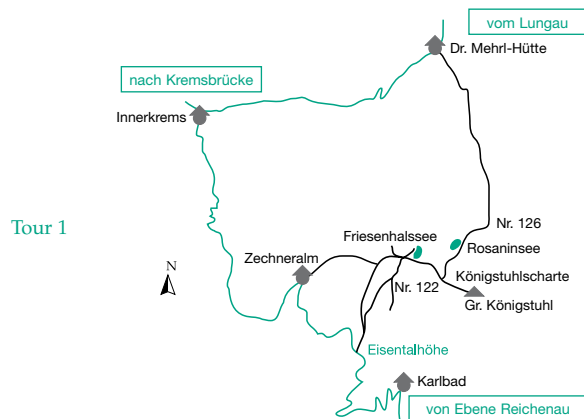 vom Lungau
Dr. Mehrl-Hütte
nach Kremsbrücke
Innerkrems
Tour 1
Nr. 126
Friesenhalssee
Rosaninsee
Zechneralm
N
Königstuhlscharte
Nr. 122
Gr. Königstuhl
Eisentalhöhe
Karlbad
von Ebene Reichenau